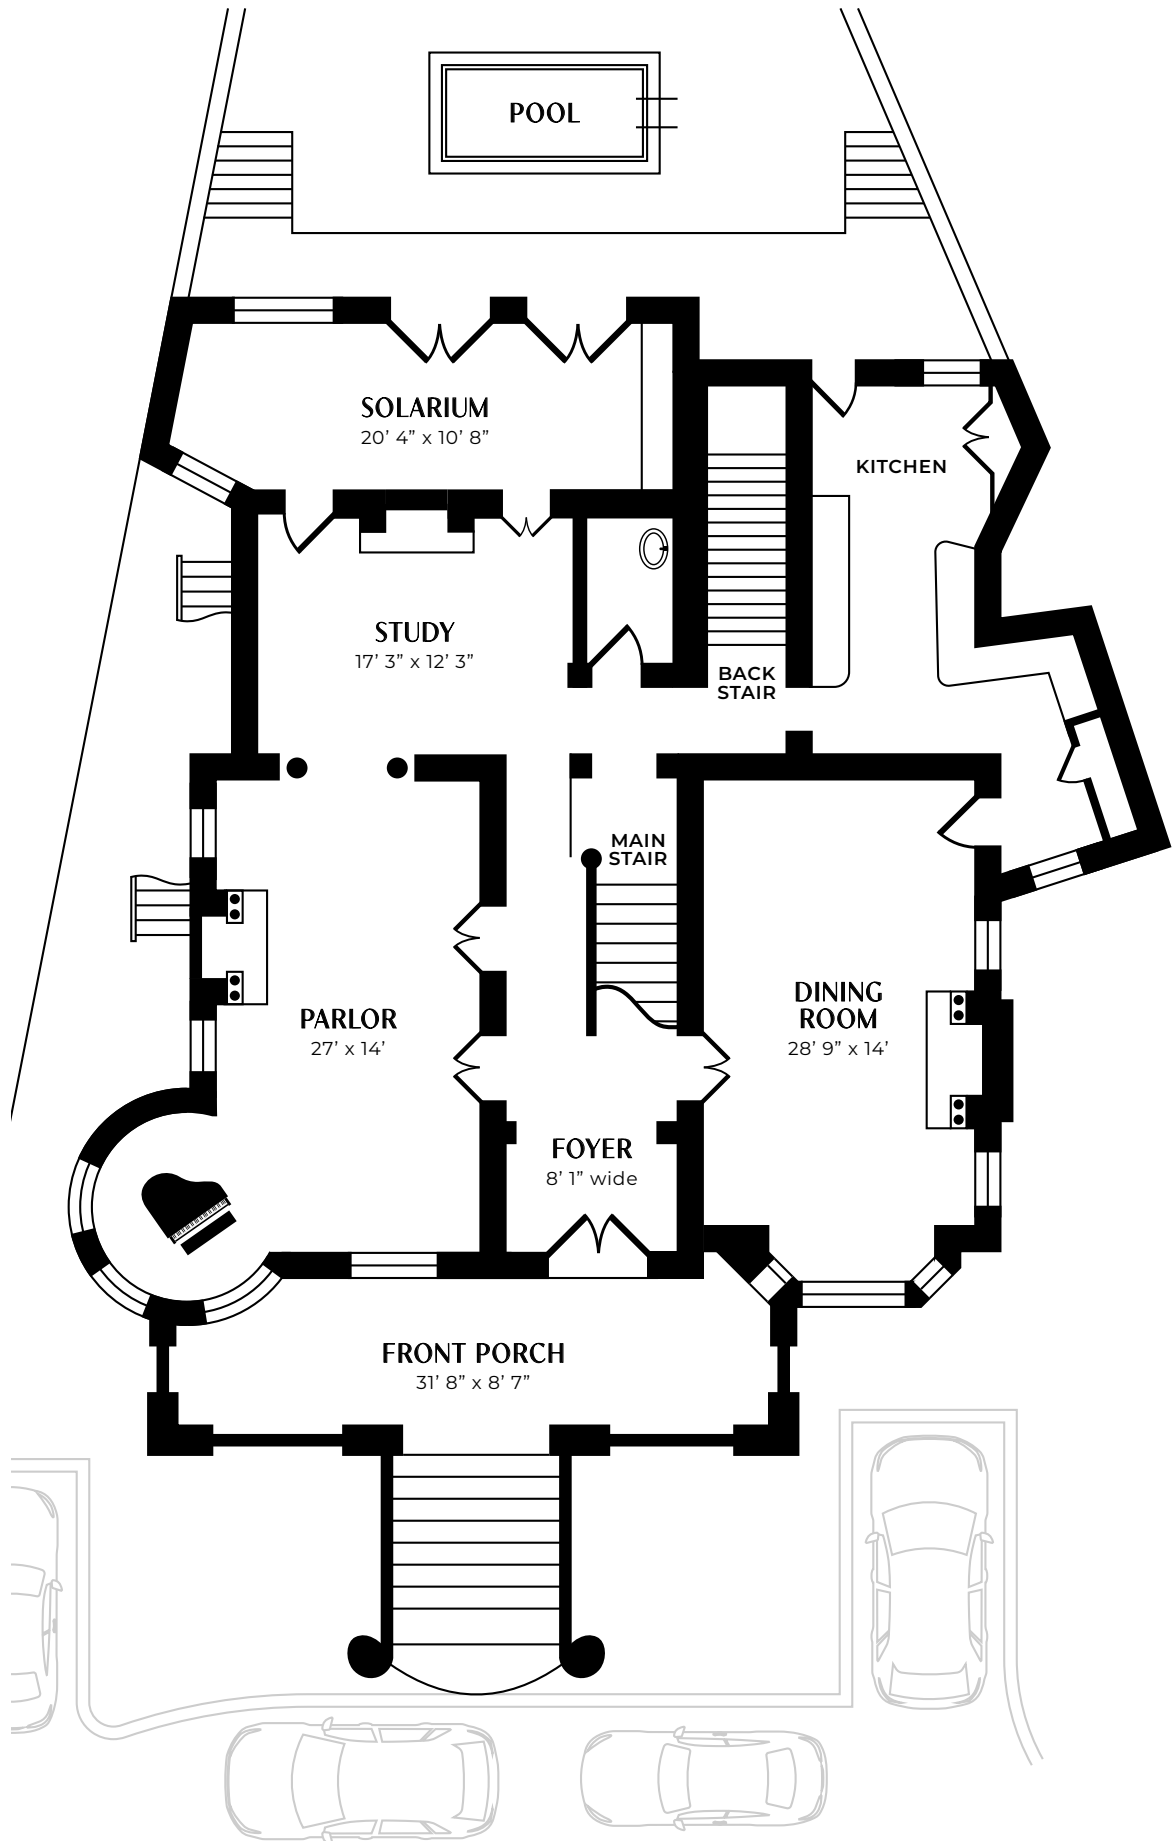 POOL
SOLARIUM
20’ 4” x 10’ 8”
KITCHEN
STUDY
17’ 3” x 12’ 3”
BACK
STAIR
MAIN
STAIR
DINING
ROOM
28’ 9” x 14’
PARLOR
27’ x 14’
FOYER
8’ 1” wide
FRONT PORCH
31’ 8” x 8’ 7”